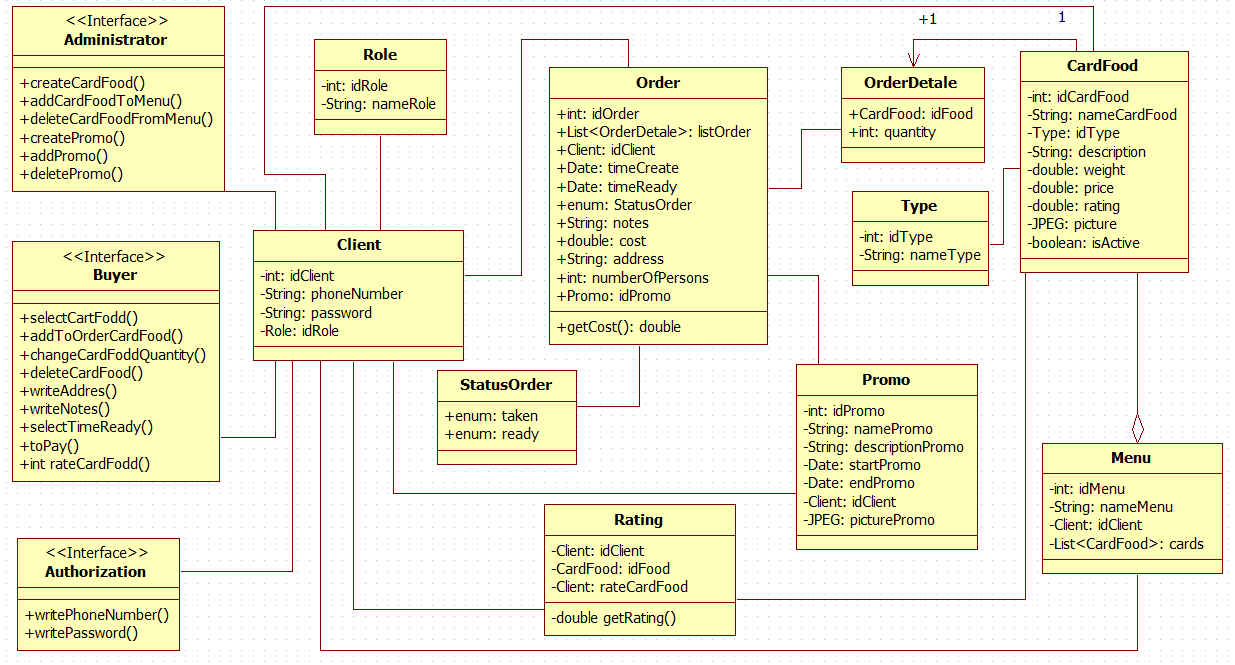 <<Interface>>
Administrator
+createCardFood()
+addCardFoodToMenu()
+deleteCardFoodFromMenu()
+createPromo()
+addPromo()
+deletePromo()
Role
-int: idRole
-String: nameRole
Order
+int: idOrder
+List<OrderDetale>: listOrder
+Client: idClient
+Date: timeCreate
+Date: timeReady
+enum: StatusOrder
+String: notes
+double: cost
+String: address
+int: numberOfPersons
+Promo: idPromo
+getCost(): double
+1
1
OrderDetale
+CardFood: idFood
+int: quantity
CardFood
-int: idCardFood
-String: nameCardFood
-Type: idType
-String: description
-double: weight
-double: price
-double: rating
-JPEG: picture
-boolean: isActive
Type
-int: idType
-String: nameType
<<Interface>>
Buyer
+selectCartFodd()
+addToOrderCardFood()
+changeCardFoddQuantity()
+deleteCardFood()
+writeAddres()
+writeNotes()
+selectTimeReady()
+toPay()
+int rateCardFodd()
Client
-int: idClient
-String: phoneNumber
-String: password
-Role: idRole
StatusOrder
+enum: taken
+enum: ready
Promo
-int: idPromo
-String: namePromo
-String: descriptionPromo
-Date: startPromo
-Date: endPromo
-Client: idClient
-JPEG: picturePromo
Menu
-int: idMenu
-String: nameMenu
-Client: idClient
-List<CardFood>: cards
Rating
-Client: idClient
-CardFood: idFood
-Client: rateCardFood
-double getRating()
<<Interface>>
Authorization
+writePhoneNumber()
+writePassword()